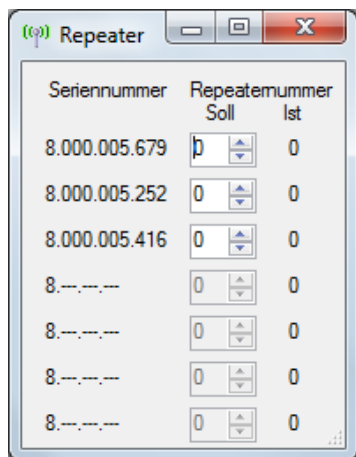 Repeater
Seriennummer Repeaternummer
Soll Ist
8.000.005.679 0 0
8.000.005.252 0 0
8.000.005.416 0 0
8.---.---.--- 0 0
8.---.---.--- 0 0
8.---.---.--- 0 0
8.---.---.--- 0 0